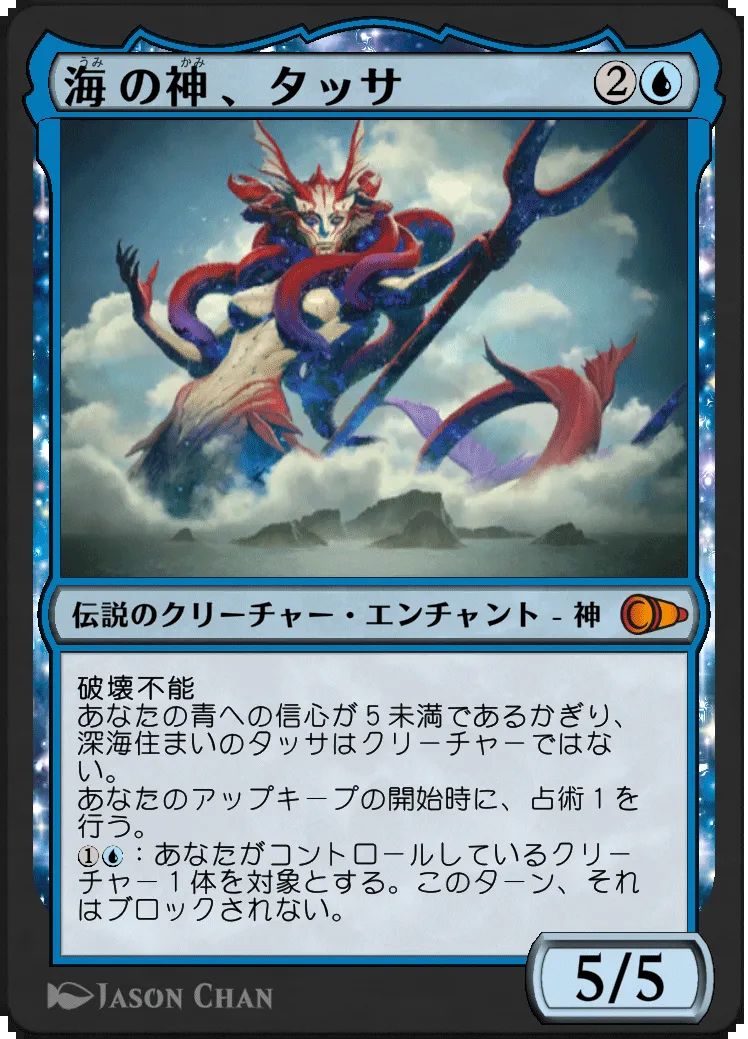 海の神、タッサ 2
うみ かみ
伝説のクリーチャー・エンチャント - 神
破壊不能
あなたの青への信心が5未満であるかぎり、
深海住まいのタッサはクリーチャーではな
い。
あなたのアップキープの開始時に、占術1を
行う。
1：あなたがコントロールしているクリー
チャー1体を対象とする。このターン、それ
はブロックされない。
5/5
JASON CHAN